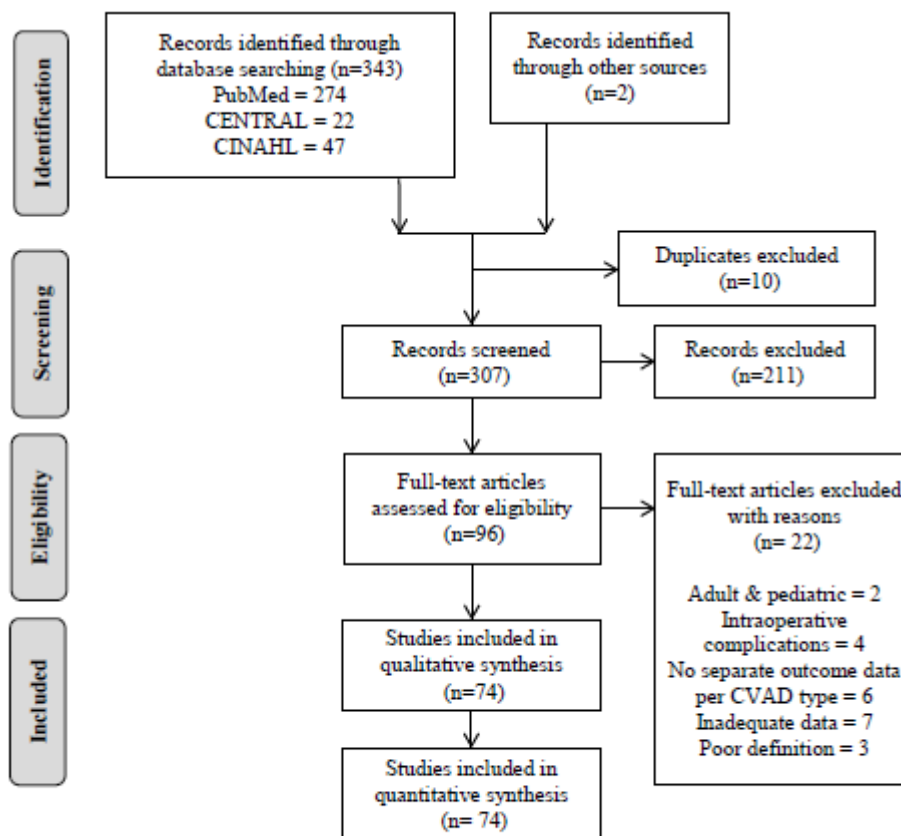 Identification
Records identified through
database searching (n=343)
PubMed = 274
CENTRAL = 22
CINAHL = 47
Records identified
through other sources
(n=2)
Screening
Duplicates excluded
(n=10)
Records screened
(n=307)
Records excluded
(n=211)
Eligibility
Full-text articles
assessed for eligibility
(n=96)
Full-text articles excluded
with reasons
(n= 22)
Adult & pediatric = 2
Intraoperative
complications = 4
No separate outcome data
per CVAD type = 6
Inadequate data = 7
Poor definition = 3
Included
Studies included in
qualitative synthesis
(n=74)
Studies included in
quantitative synthesis
(n= 74)